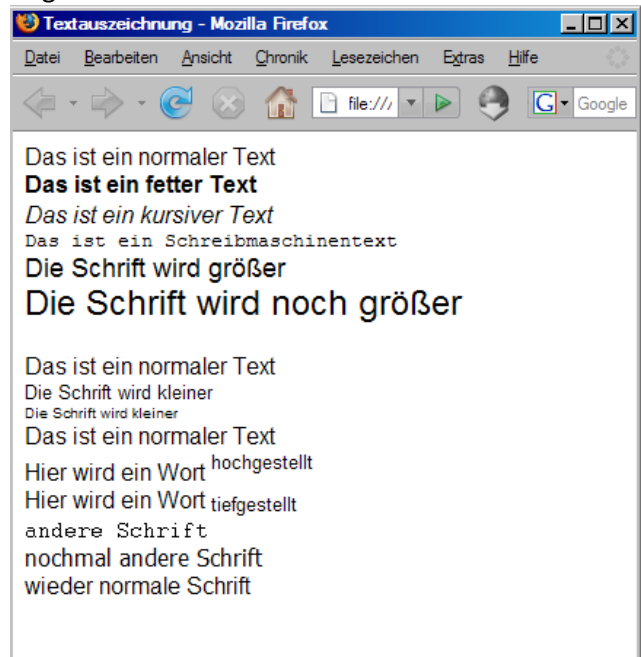 Textauszeichnung - Mozilla Firefox
Datei Bearbeiten Ansicht Chronik Lesezeichen Extras Hilfe
file:/// G Google
Das ist ein normaler Text
Das ist ein fetter Text
Das ist ein kursiver Text
Das ist ein Schreibmaschinentext
Die Schrift wird größer
Die Schrift wird noch größer
Das ist ein normaler Text
Die Schrift wird kleiner
Die Schrift wird kleiner
Das ist ein normaler Text
Hier wird ein Wort hochgestellt
Hier wird ein Wort tiefgestellt
andere Schrift
nochmal andere Schrift
wieder normale Schrift